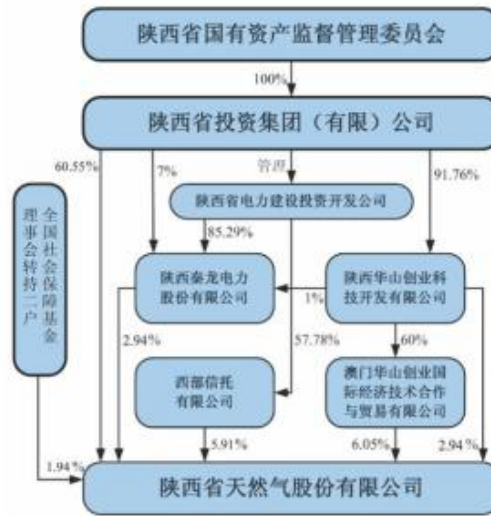 陕西省国有资产监督管理委员会
100%
陕西省投资集团（有限）公司
60.55%
7%
管理
91.76%
陕西省电力建设投资开发公司
全国社会保障基金
理事会转持二户
85.29%
陕西秦龙电力
股份有限公司
陕西华山创业科
技开发有限公司
1%
2.94%
57.78%
60%
西部信托
有限公司
澳门华山创业国
际经济技术合作
与贸易有限公司
1.94%
5.91%
6.05%
2.94%
陕西省天然气股份有限公司